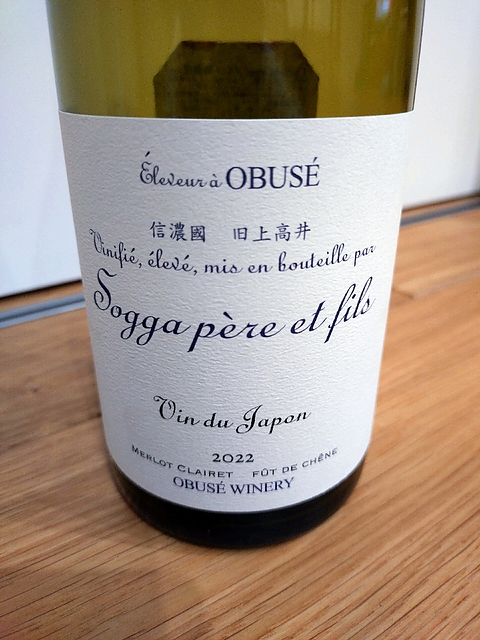 Éleveur à OBUSÉ
信濃國 旧上高井
Vinifié, élevé, mis en bouteille par
Sogga père et fils
Vin du Japon
2022
MERLOT CLAIRET FÛT DE CHÊNE
OBUSÉ WINERY